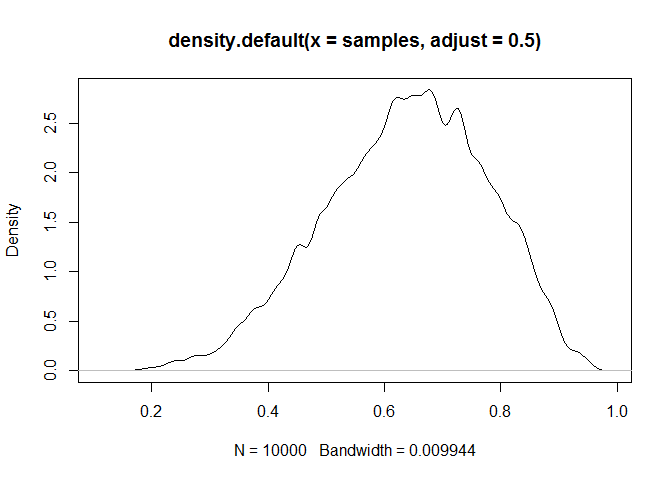 density.default(x = samples, adjust = 0.5)
Density
2.5
2.0
1.5
1.0
0.5
0.0
0.2 0.4 0.6 0.8 1.0
N = 10000 Bandwidth = 0.009944